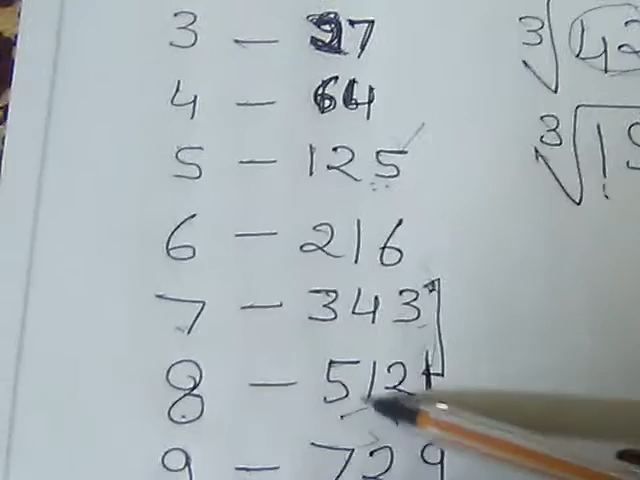 3 — 27
4 — 64
5 — 125
6 — 216
7 — 343
8 — 512
9 — 729